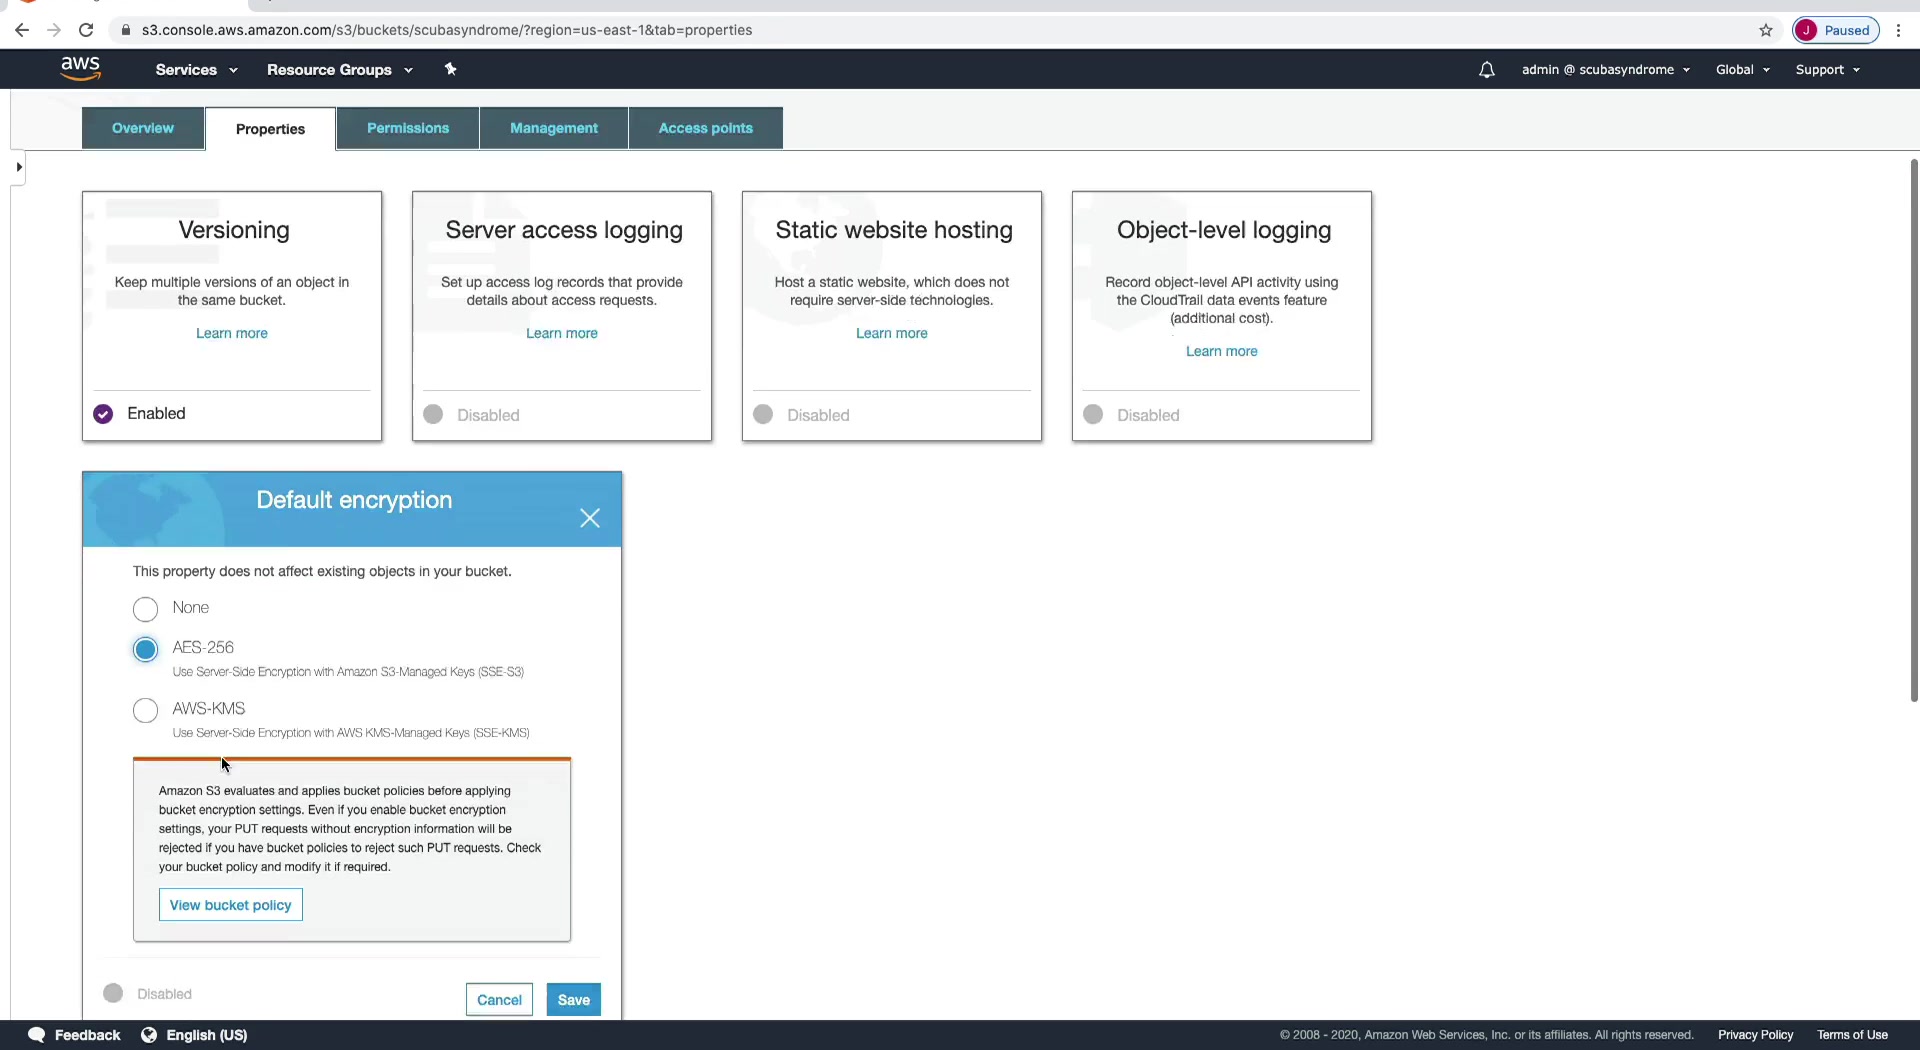 s3.console.aws.amazon.com/s3/buckets/scubasyndrome/?region=us-east-1&tab=properties
J Paused
aws Services Resource Groups admin @ scubasyndrome Global Support
Overview Properties Permissions Management Access points
Versioning
Keep multiple versions of an object in
the same bucket.
Learn more
Enabled
Server access logging
Set up access log records that provide
details about access requests.
Learn more
Disabled
Static website hosting
Host a static website, which does not
require server-side technologies.
Learn more
Disabled
Object-level logging
Record object-level API activity using
the CloudTrail data events feature
(additional cost).
Learn more
Disabled
Default encryption
This property does not affect existing objects in your bucket.
None
AES-256
Use Server-Side Encryption with Amazon S3-Managed Keys (SSE-S3)
AWS-KMS
Use Server-Side Encryption with AWS KMS-Managed Keys (SSE-KMS)
Amazon S3 evaluates and applies bucket policies before applying
bucket encryption settings. Even if you enable bucket encryption
settings, your PUT requests without encryption information will be
rejected if you have bucket policies to reject such PUT requests. Check
your bucket policy and modify it if required.
View bucket policy
Disabled
Cancel Save
Feedback English (US) © 2008 - 2020, Amazon Web Services, Inc. or its affiliates. All rights reserved. Privacy Policy Terms of Use